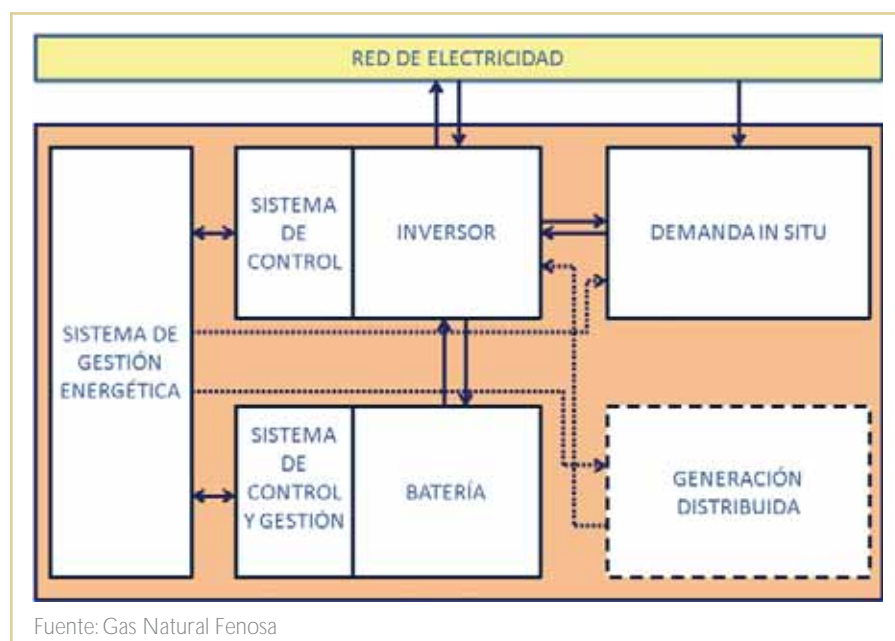 RED DE ELECTRICIDAD
SISTEMA
DE
CONTROL
INVERSOR
DEMANDA IN SITU
SISTEMA DE
GESTIÓN
ENERGÉTICA
SISTEMA
DE
CONTROL
Y GESTIÓN
BATERÍA
GENERACIÓN
DISTRIBUIDA
Fuente: Gas Natural Fenosa